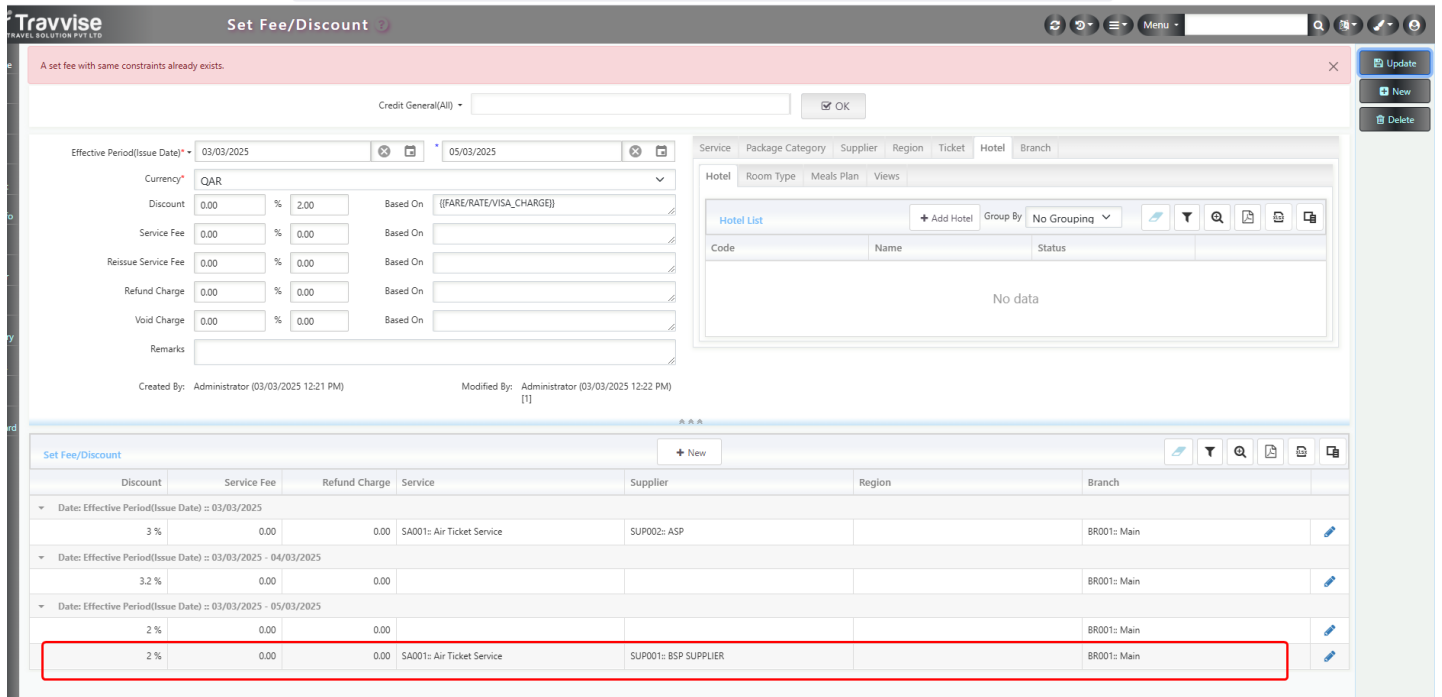 Travvise
TRAVEL SOLUTION PVT LTD
Set Fee/Discount ?
Menu
A set fee with same constraints already exists.
Update
New
Delete
Credit General(All)
OK
Effective Period(Issue Date)* 03/03/2025 * 05/03/2025
Currency* QAR
Discount 0.00 % 2.00 Based On {{FARE/RATE/VISA_CHARGE}}
Service Fee 0.00 % 0.00 Based On
Reissue Service Fee 0.00 % 0.00 Based On
Refund Charge 0.00 % 0.00 Based On
Void Charge 0.00 % 0.00 Based On
Remarks
Created By: Administrator (03/03/2025 12:21 PM) Modified By: Administrator (03/03/2025 12:22 PM)
[1]
Service Package Category Supplier Region Ticket Hotel Branch
Hotel Room Type Meals Plan Views
Hotel List + Add Hotel Group By No Grouping
Code Name Status
No data
Set Fee/Discount + New
Discount Service Fee Refund Charge Service Supplier Region Branch
Date: Effective Period(Issue Date) :: 03/03/2025
3 % 0.00 0.00 SA001:: Air Ticket Service SUP002:: ASP BR001:: Main
Date: Effective Period(Issue Date) :: 03/03/2025 - 04/03/2025
3.2 % 0.00 0.00 BR001:: Main
Date: Effective Period(Issue Date) :: 03/03/2025 - 05/03/2025
2 % 0.00 0.00 BR001:: Main
2 % 0.00 0.00 SA001:: Air Ticket Service SUP001:: BSP SUPPLIER BR001:: Main